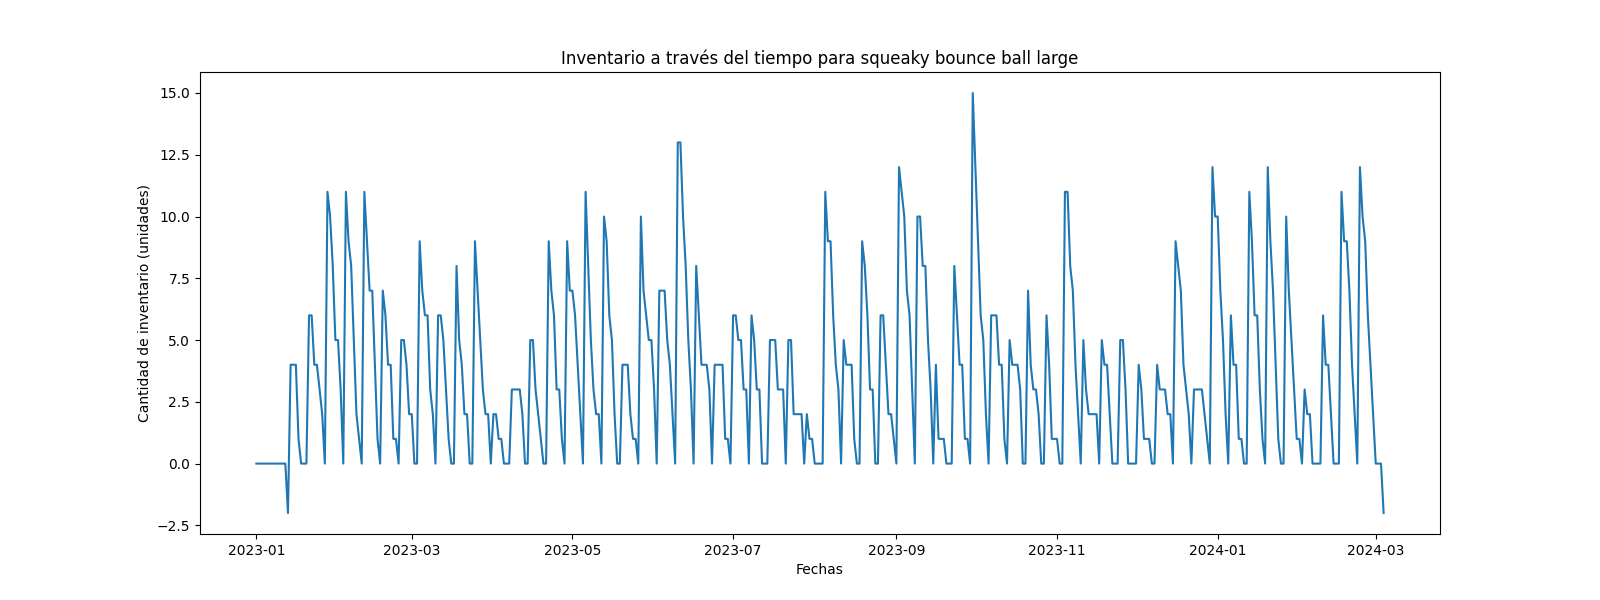 Inventario a través del tiempo para squeaky bounce ball large
Cantidad de inventario (unidades)
15.0
12.5
10.0
7.5
5.0
2.5
0.0
−2.5
2023-01 2023-03 2023-05 2023-07 2023-09 2023-11 2024-01 2024-03
Fechas